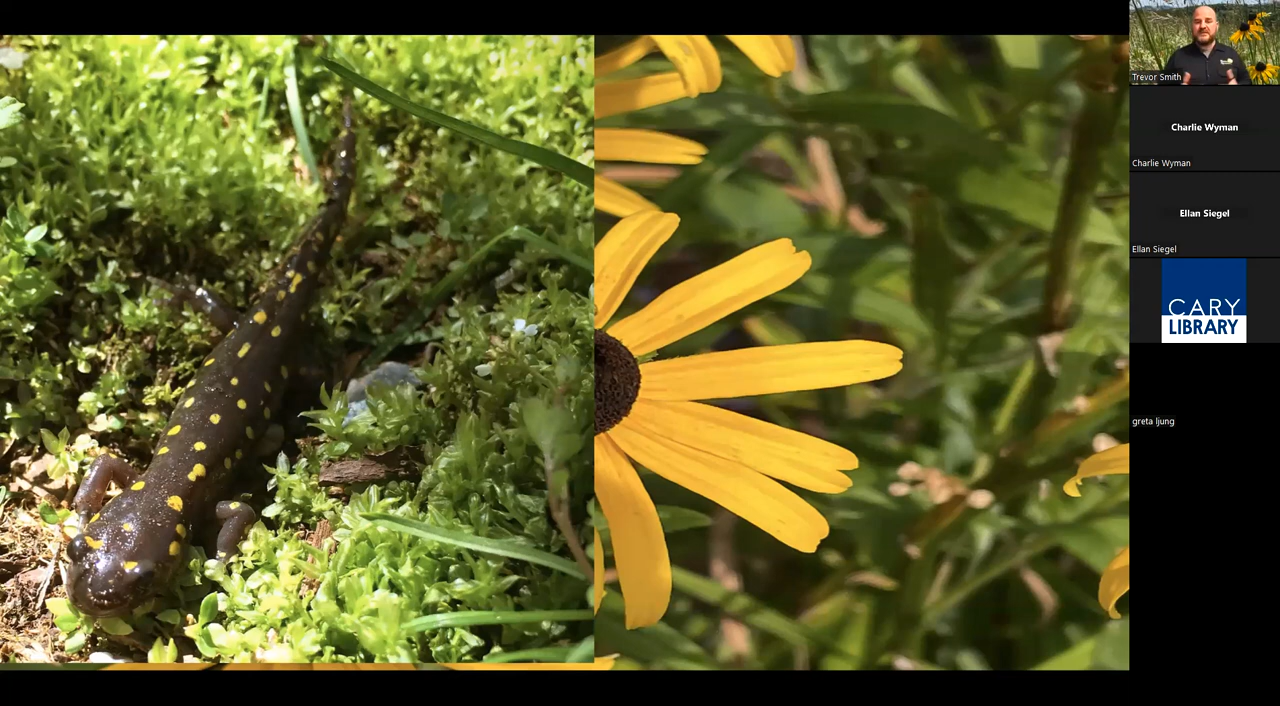 Trevor Smith
Charlie Wyman
Charlie Wyman
Ellan Siegel
Ellan Siegel
CARY
LIBRARY
greta ljung